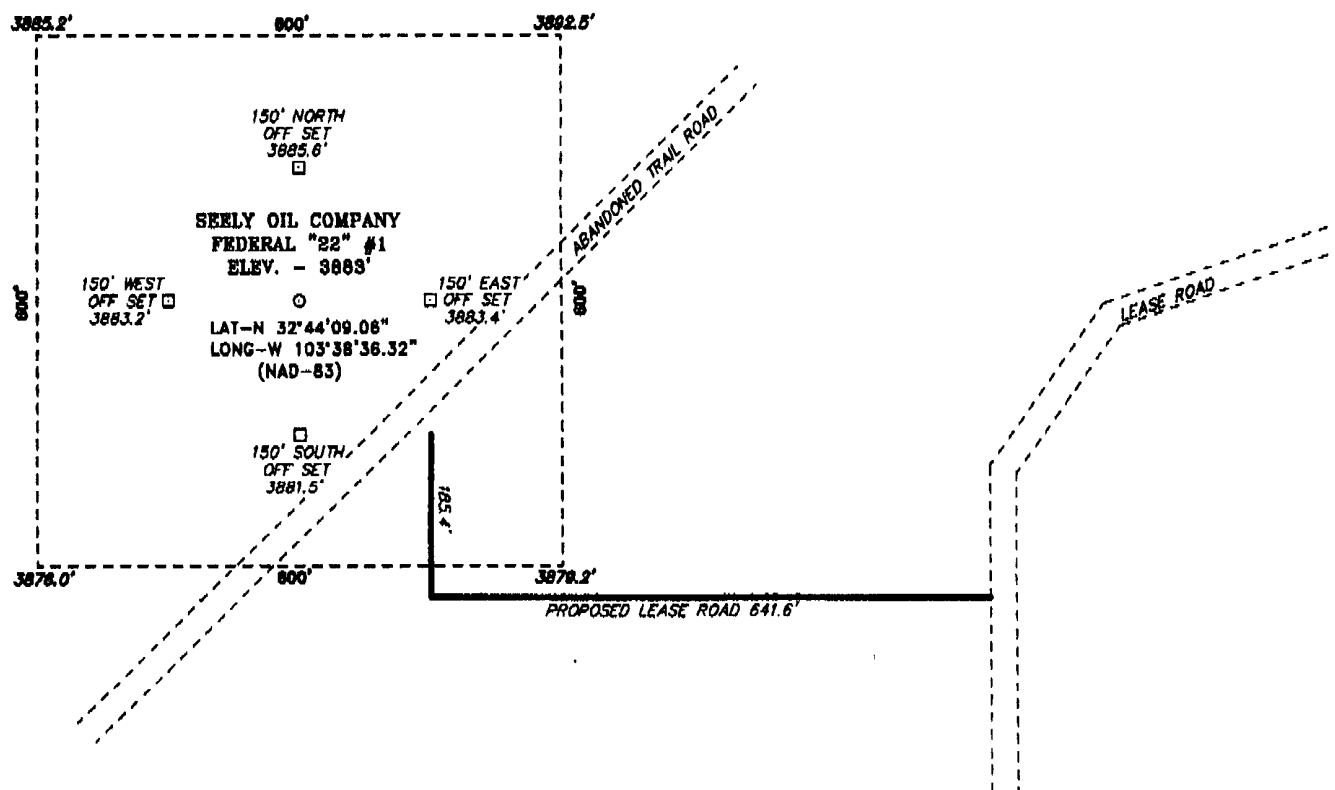 3885.2'
600'
3892.5'
150' NORTH
OFF SET
3885.6'
SEELY OIL COMPANY
FEDERAL "22" #1
ELEV. - 3883'
150' WEST
OFF SET
3883.2'
150' EAST
OFF SET
3883.4'
600'
600'
LAT-N 32°44'09.06"
LONG-W 103°38'36.32"
(NAD-83)
150' SOUTH
OFF SET
3881.5'
185.4'
3878.0'
600'
3879.2'
ABANDONED TRAIL ROAD
LEASE ROAD
PROPOSED LEASE ROAD 641.6'